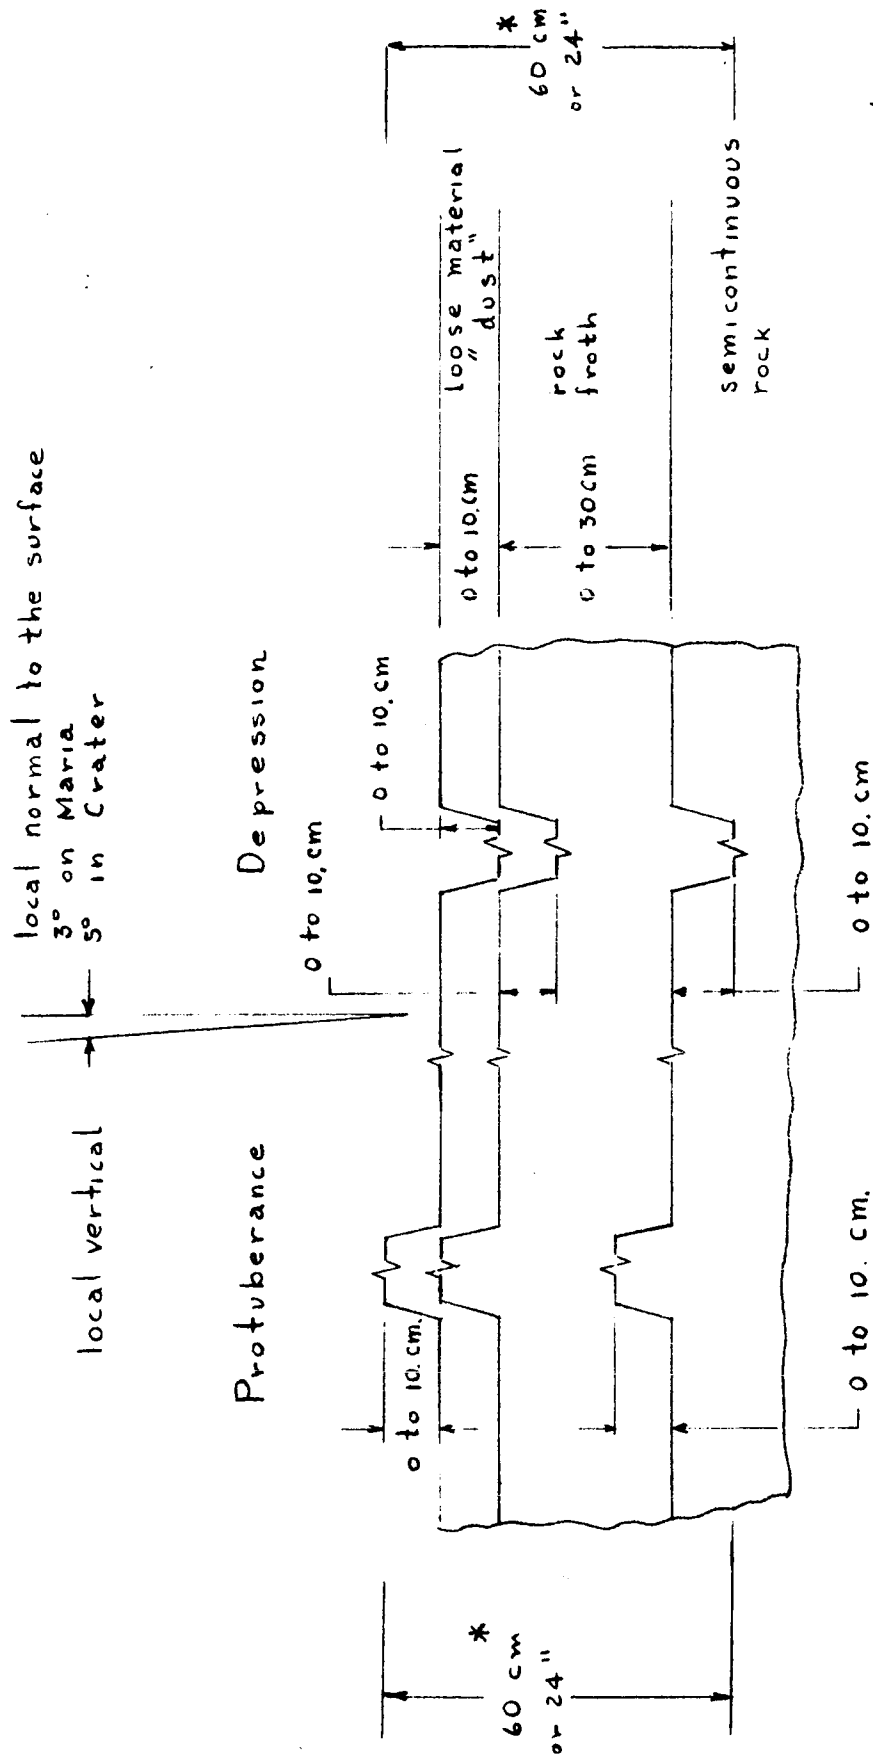 local normal to the surface
3° on Maria
5° in Crater
local vertical
Protuberance
Depression
0 to 10. cm.
0 to 10. cm.
0 to 10, cm
0 to 10. cm
0 to 10. cm
0 to 10. cm
0 to 30 cm
loose material
"dust"
rock
froth
semicontinuous
rock
*
60 cm
or 24"
*
60 cm
or 24"